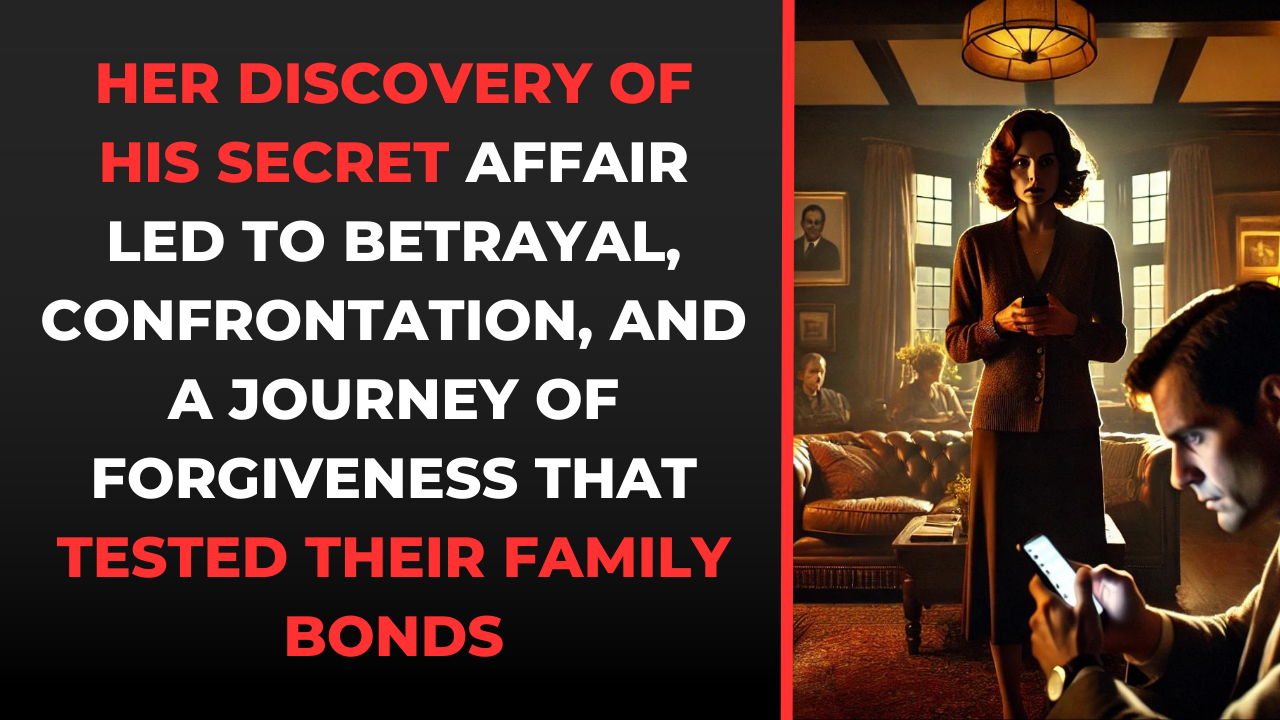 HER DISCOVERY OF
HIS SECRET AFFAIR
LED TO BETRAYAL,
CONFRONTATION, AND
A JOURNEY OF
FORGIVENESS THAT
TESTED THEIR FAMILY
BONDS